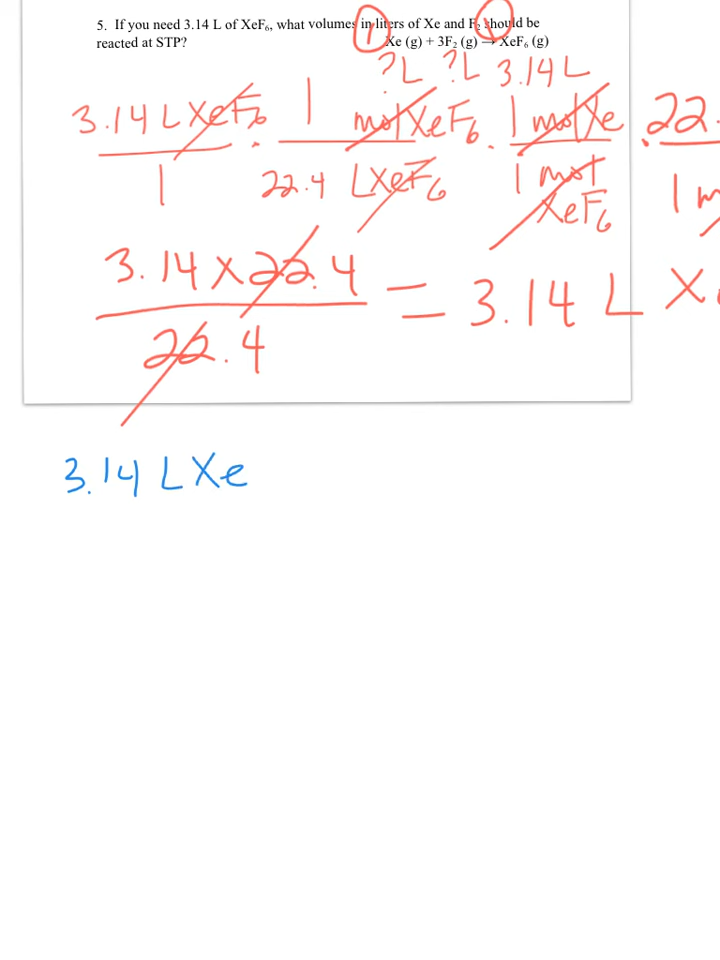 5. If you need 3.14 L of XeF₆, what volumes in liters of Xe and F₂ should be
reacted at STP? Xe (g) + 3F₂ (g) → XeF₆ (g)
1 1
?L ?L 3.14L
3.14 L XeF₆ . 1 mol XeF₆ . 1 mol Xe . 22.
1 22.4 L XeF₆ 1 mol XeF₆ 1 m
3.14 x 22.4 = 3.14 L X
22.4
3.14 L Xe